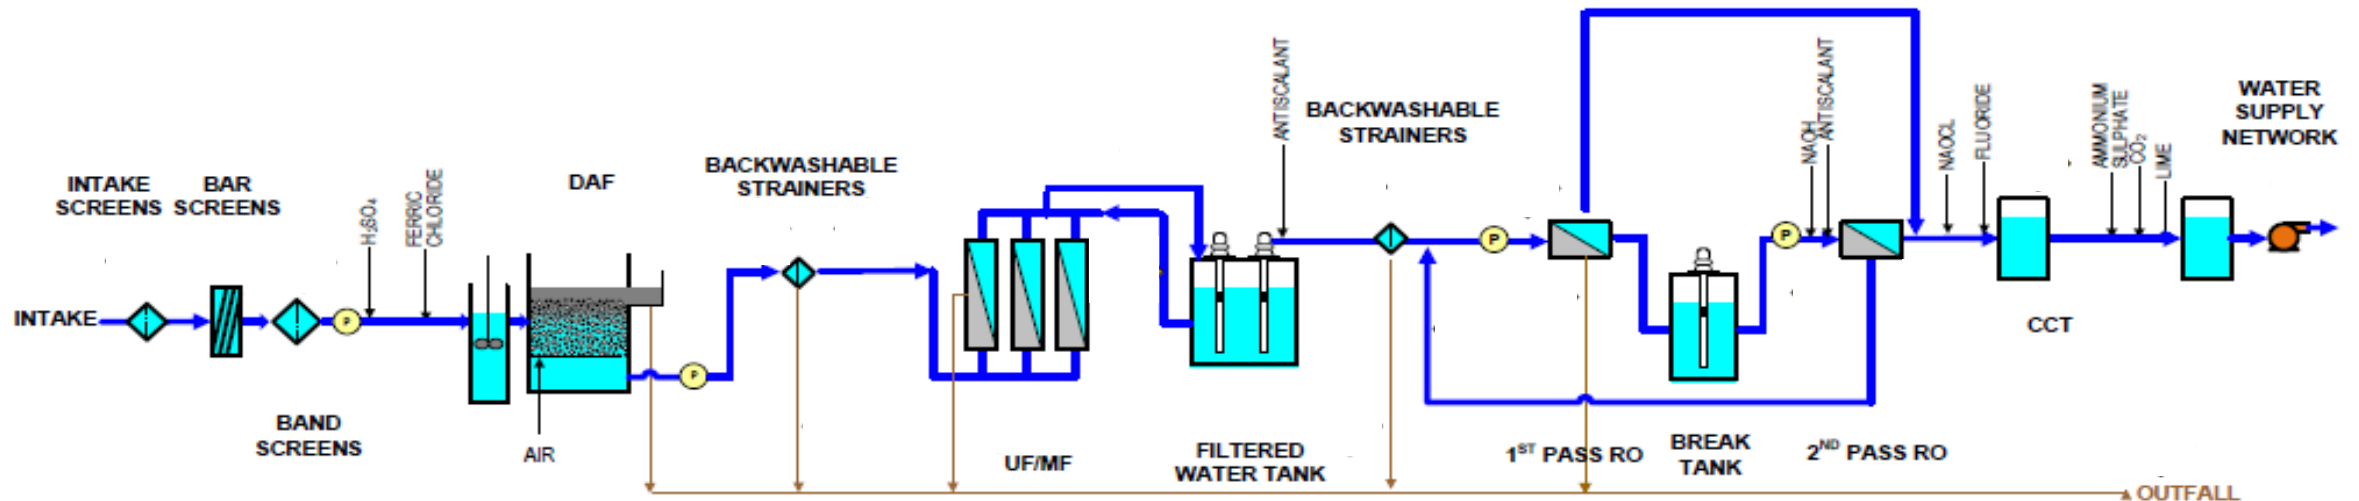 INTAKE
SCREENS
BAR
SCREENS
INTAKE
BAND
SCREENS
P
H₂SO₄
FERRIC
CHLORIDE
DAF
AIR
P
BACKWASHABLE
STRAINERS
UF/MF
FILTERED
WATER TANK
ANTISCALANT
BACKWASHABLE
STRAINERS
P
1ST PASS RO
BREAK
TANK
P
NAOH
ANTISCALANT
2ND PASS RO
NAOCL
FLUORIDE
CCT
AMMONIUM
SULPHATE
CO₂
LIME
WATER
SUPPLY
NETWORK
OUTFALL